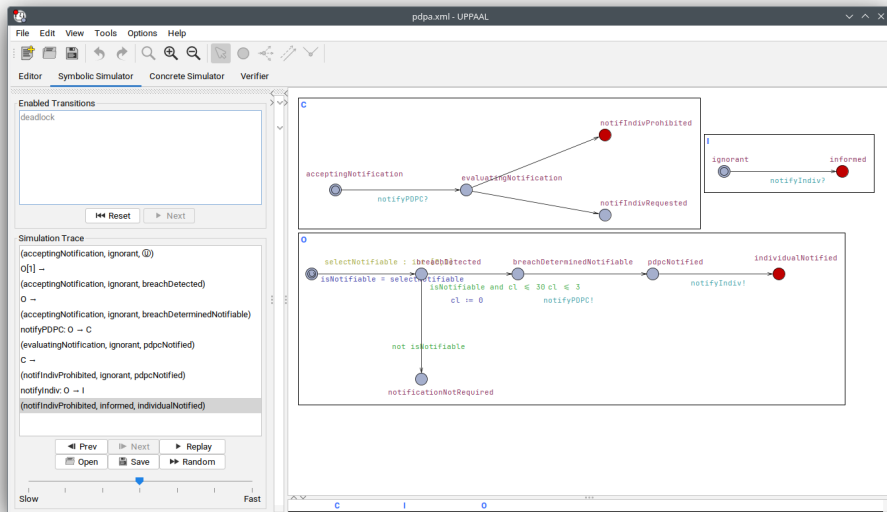 pdpa.xml - UPPAAL
File Edit View Tools Options Help
Editor Symbolic Simulator Concrete Simulator Verifier
Enabled Transitions
deadlock
Reset Next
Simulation Trace
(acceptingNotification, ignorant, Ⓤ)
O[1] →
(acceptingNotification, ignorant, breachDetected)
O →
(acceptingNotification, ignorant, breachDeterminedNotifiable)
notifyPDPC: O → C
(evaluatingNotification, ignorant, pdpcNotified)
C →
(notifIndivProhibited, ignorant, pdpcNotified)
notifyIndiv: O → I
(notifIndivProhibited, informed, individualNotified)
Prev Next Replay
Open Save Random
Slow Fast
C
notifIndivProhibited
acceptingNotification
evaluatingNotification
notifyPDPC?
notifIndivRequested
I
ignorant informed
notifyIndiv?
O
selectNotifiable : breachDetected breachDeterminedNotifiable pdpcNotified individualNotified
isNotifiable = selectNotifiable
isNotifiable and cl ⩽ 30 cl ⩽ 3 notifyIndiv!
cl := 0 notifyPDPC!
not isNotifiable
notificationNotRequired
C I O